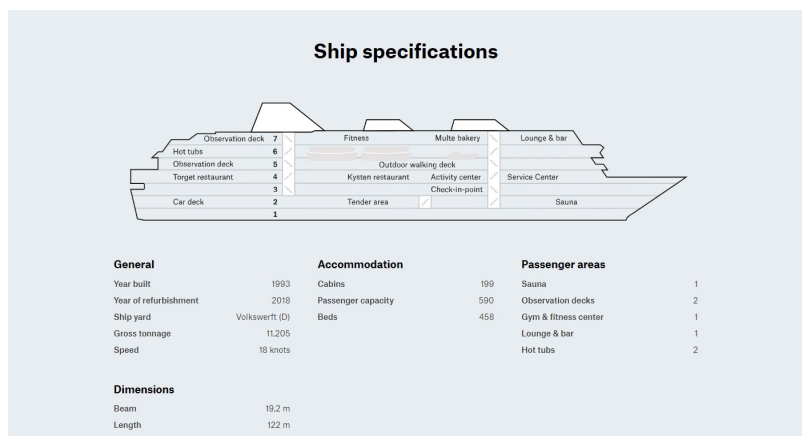 Ship specifications
Observation deck 7 Fitness Multe bakery Lounge & bar
Hot tubs 6
Observation deck 5 Outdoor walking deck
Torget restaurant 4 Kysten restaurant Activity center Service Center
3 Check-in-point
Car deck 2 Tender area Sauna
1
General
Year built 1993
Year of refurbishment 2018
Ship yard Volkswerft (D)
Gross tonnage 11,205
Speed 18 knots
Accommodation
Cabins 199
Passenger capacity 590
Beds 458
Passenger areas
Sauna 1
Observation decks 2
Gym & fitness center 1
Lounge & bar 1
Hot tubs 2
Dimensions
Beam 19,2 m
Length 122 m